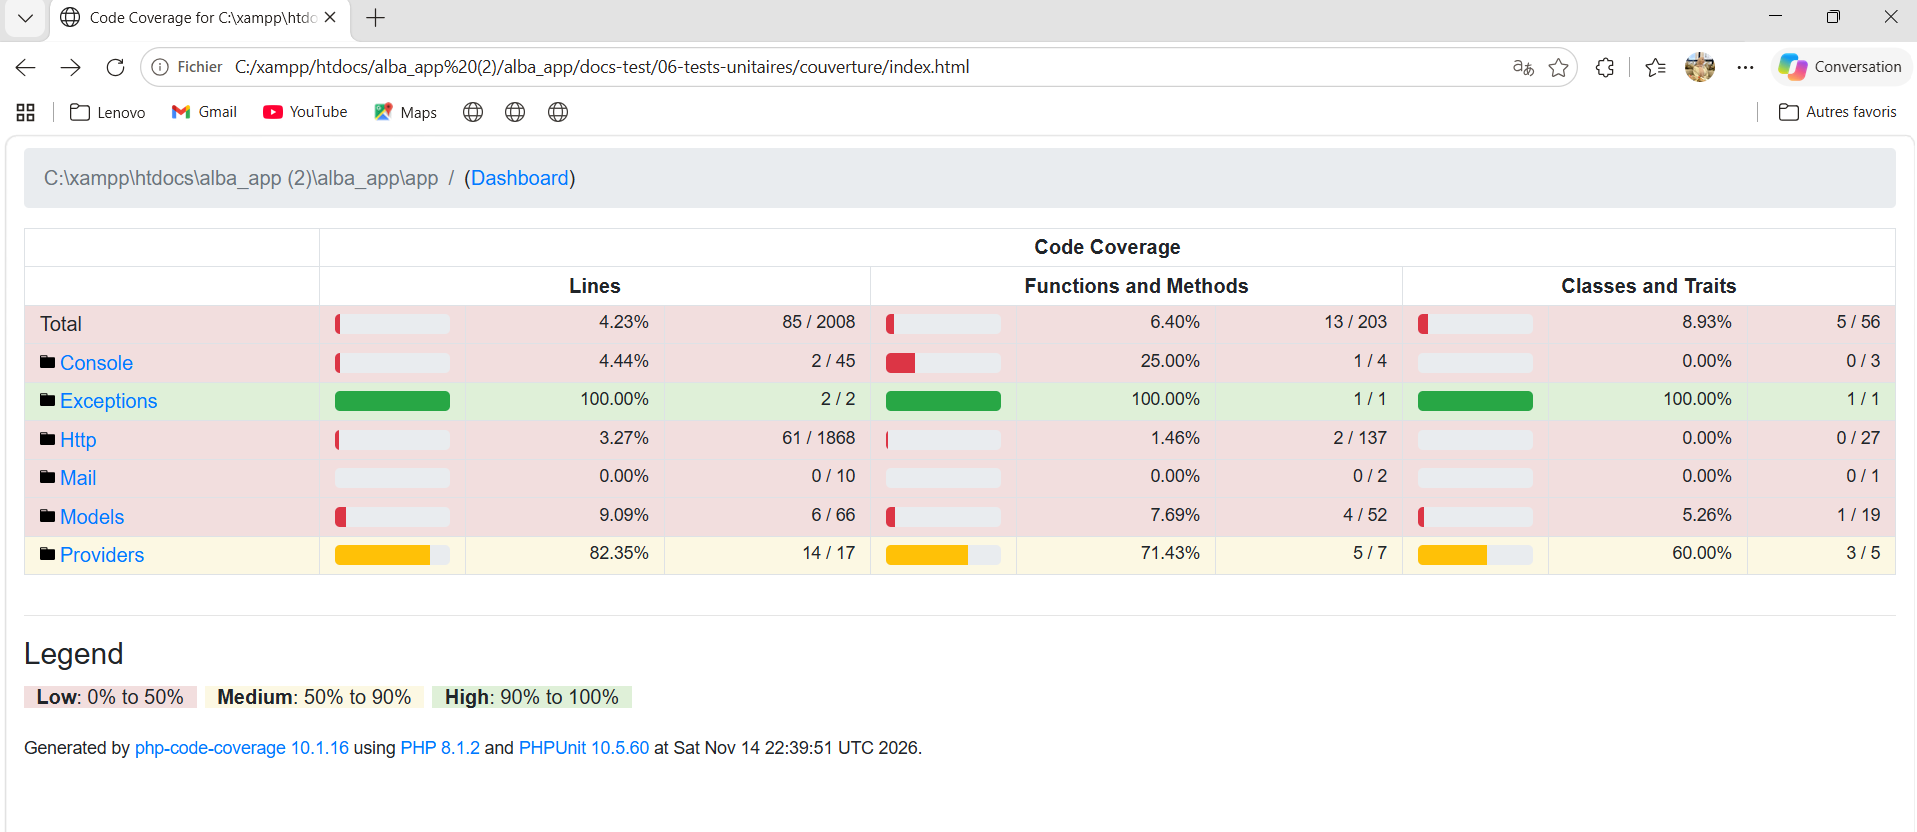 Code Coverage for C:\xampp\htdo
Fichier C:/xampp/htdocs/alba_app%20(2)/alba_app/docs-test/06-tests-unitaires/couverture/index.html
Conversation
Lenovo Gmail YouTube Maps Autres favoris
C:\xampp\htdocs\alba_app (2)\alba_app\app / (Dashboard)
Code Coverage
Lines Functions and Methods Classes and Traits
Total 4.23% 85 / 2008 6.40% 13 / 203 8.93% 5 / 56
Console 4.44% 2 / 45 25.00% 1 / 4 0.00% 0 / 3
Exceptions 100.00% 2 / 2 100.00% 1 / 1 100.00% 1 / 1
Http 3.27% 61 / 1868 1.46% 2 / 137 0.00% 0 / 27
Mail 0.00% 0 / 10 0.00% 0 / 2 0.00% 0 / 1
Models 9.09% 6 / 66 7.69% 4 / 52 5.26% 1 / 19
Providers 82.35% 14 / 17 71.43% 5 / 7 60.00% 3 / 5
Legend
Low: 0% to 50% Medium: 50% to 90% High: 90% to 100%
Generated by php-code-coverage 10.1.16 using PHP 8.1.2 and PHPUnit 10.5.60 at Sat Nov 14 22:39:51 UTC 2026.